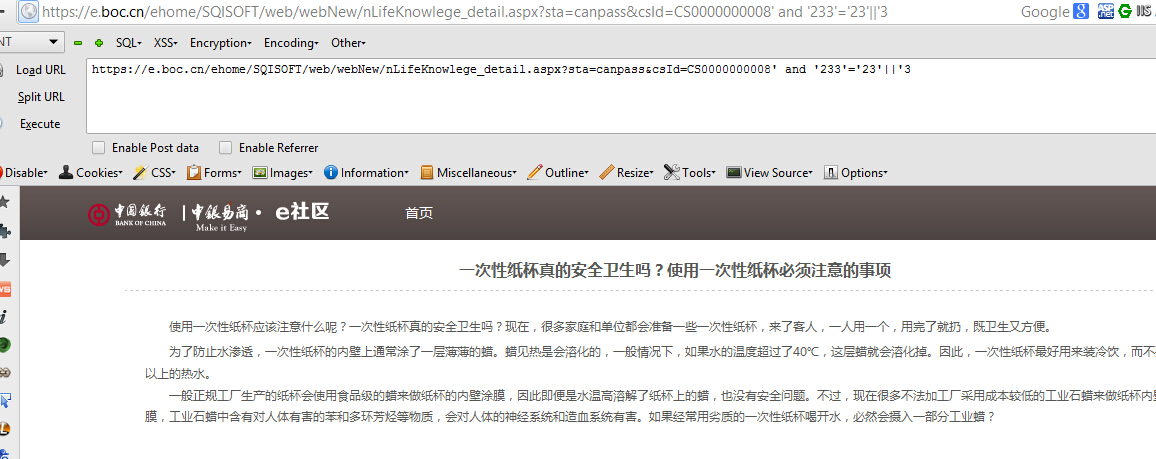 https://e.boc.cn/ehome/SQISOFT/web/webNew/nLifeKnowlege_detail.aspx?sta=canpass&csId=CS0000000008' and '233'='23'||'3
Google
NT
SQL
XSS
Encryption
Encoding
Other
Load URL
https://e.boc.cn/ehome/SQISOFT/web/webNew/nLifeKnowlege_detail.aspx?sta=canpass&csId=CS0000000008' and '233'='23'||'3
Split URL
Execute
Enable Post data
Enable Referrer
Disable
Cookies
CSS
Forms
Images
Information
Miscellaneous
Outline
Resize
Tools
View Source
Options
中国银行
BANK OF CHINA
中銀易商
Make it Easy
· e社区
首页
一次性纸杯真的安全卫生吗？使用一次性纸杯必须注意的事项
使用一次性纸杯应该注意什么呢？一次性纸杯真的安全卫生吗？现在，很多家庭和单位都会准备一些一次性纸杯，来了客人，一人用一个，用完了就扔，既卫生又方便。
为了防止水渗透，一次性纸杯的内壁上通常涂了一层薄薄的蜡。蜡见热是会溶化的，一般情况下，如果水的温度超过了40℃，这层蜡就会溶化掉。因此，一次性纸杯最好用来装冷饮，而不
以上的热水。
一般正规工厂生产的纸杯会使用食品级的蜡来做纸杯的内壁涂膜，因此即便是水温高溶解了纸杯上的蜡，也没有安全问题。不过，现在很多不法加工厂采用成本较低的工业石蜡来做纸杯内壁
膜，工业石蜡中含有对人体有害的苯和多环芳烃等物质，会对人体的神经系统和造血系统有害。如果经常用劣质的一次性纸杯喝开水，必然会摄入一部分工业蜡？